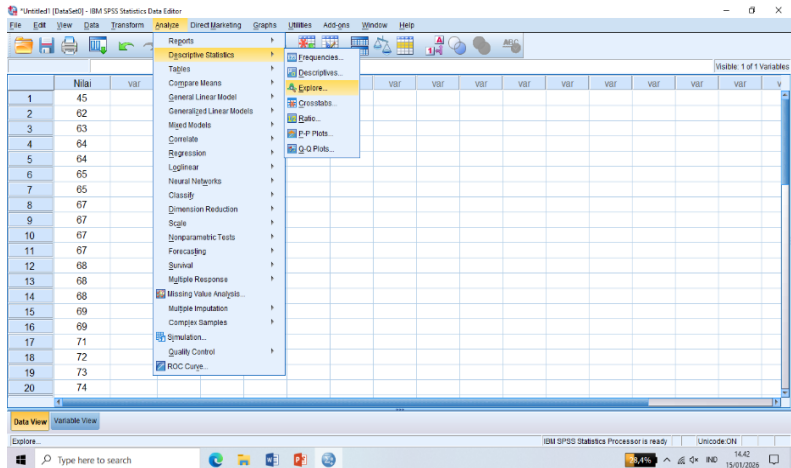 *Untitled1 [DataSet0] - IBM SPSS Statistics Data Editor
File Edit View Data Transform Analyze Direct Marketing Graphs Utilities Add-ons Window Help
Visible: 1 of 1 Variables
Nilai var var var var var var var var var
Reports
Descriptive Statistics
Tables
Compare Means
General Linear Model
Generalized Linear Models
Mixed Models
Correlate
Regression
Loglinear
Neural Networks
Classify
Dimension Reduction
Scale
Nonparametric Tests
Forecasting
Survival
Multiple Response
Missing Value Analysis...
Multiple Imputation
Complex Samples
Simulation...
Quality Control
ROC Curve...
Frequencies...
Descriptives...
Explore...
Crosstabs...
Ratio...
P-P Plots...
Q-Q Plots...
1 45
2 62
3 63
4 64
5 64
6 65
7 65
8 67
9 67
10 67
11 67
12 68
13 68
14 68
15 69
16 69
17 71
18 72
19 73
20 74
Data View Variable View
Explore... IBM SPSS Statistics Processor is ready Unicode:ON
Type here to search IND 14.42
15/01/2026